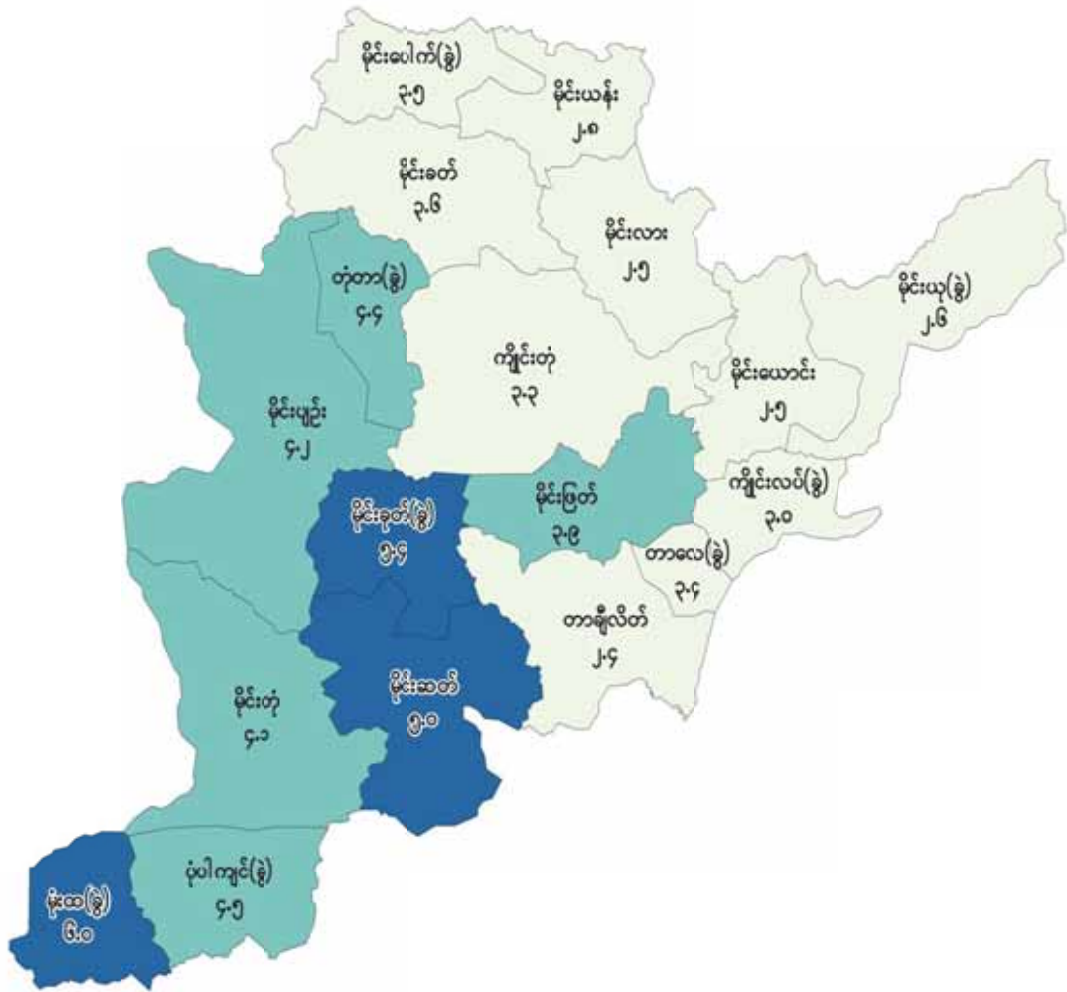 မိုင်းပေါက်(ခွဲ)
၃.၅
မိုင်းယန်း
၂.၈
မိုင်းခတ်
၃.၆
မိုင်းလား
၂.၅
တုံတာ(ခွဲ)
၄.၄
မိုင်းယု(ခွဲ)
၂.၆
ကျိုင်းတုံ
၃.၃
မိုင်းယောင်း
၂.၅
မိုင်းပျဉ်း
၄.၂
ကျိုင်းလပ်(ခွဲ)
၃.၀
မိုင်းဖြတ်
၃.၉
မိုင်းခုတ်(ခွဲ)
၅.၄
တာလေ(ခွဲ)
၃.၄
တာချီလိတ်
၂.၄
မိုင်းဆတ်
၅.၀
မိုင်းတုံ
၄.၁
ပုံပါကျင်(ခွဲ)
၄.၅
မုံးထ(ခွဲ)
၆.၀